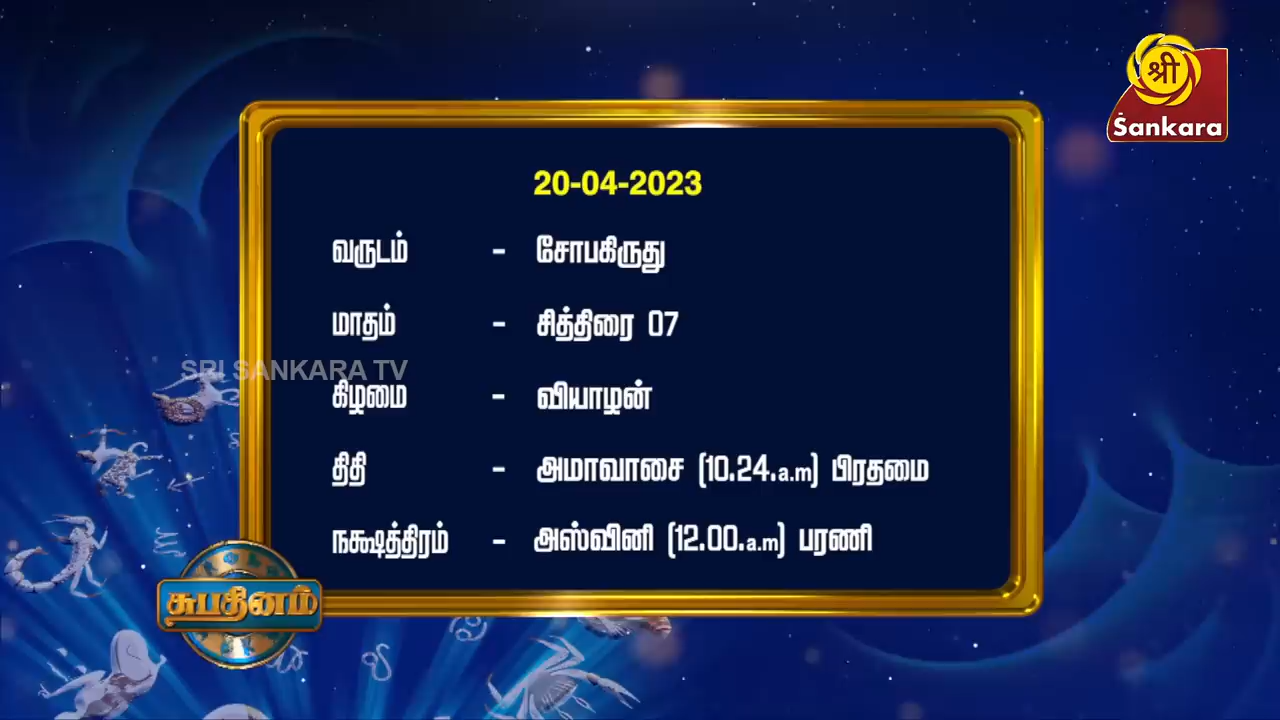 श्री
Sankara
20-04-2023
வருடம் - சோபகிருது
மாதம் - சித்திரை 07
SRI SANKARA TV
கிழமை - வியாழன்
திதி - அமாவாசை (10.24.a.m) பிரதமை
நக்ஷத்திரம் - அஸ்வினி (12.00.a.m) பரணி
சுபதினம்